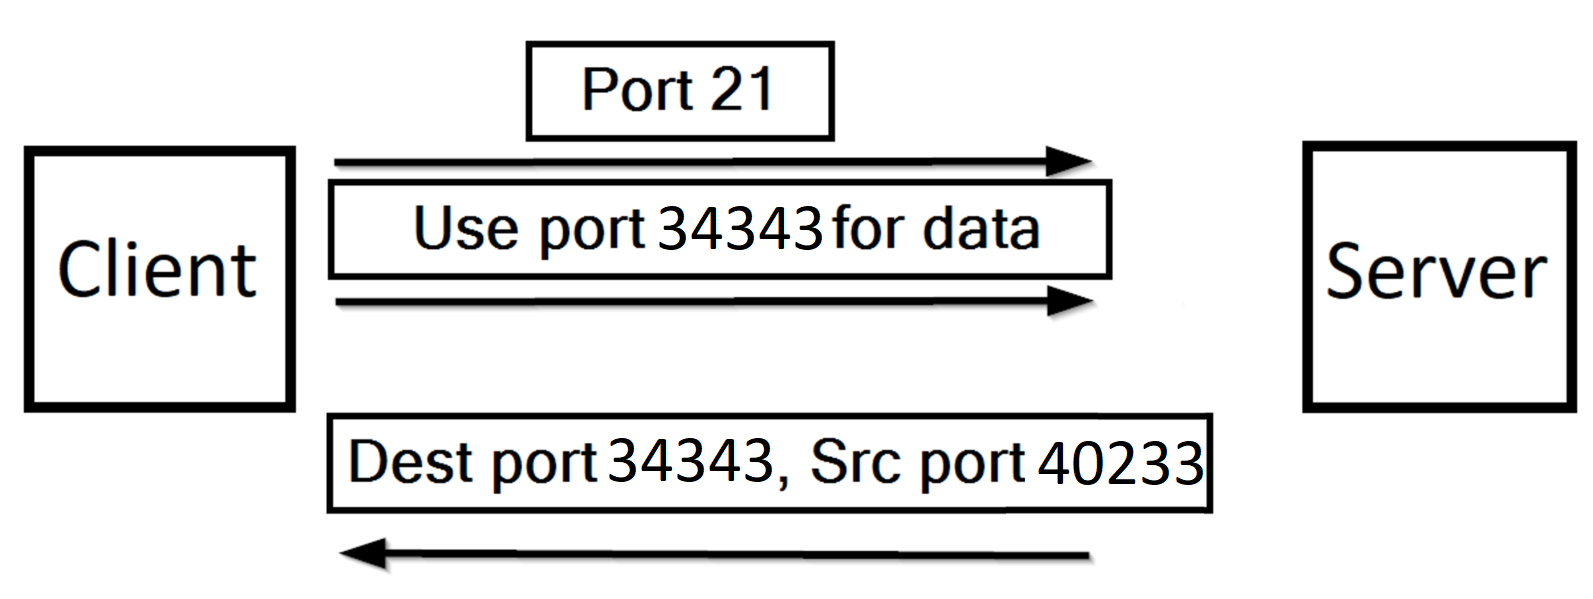 Port 21
Use port 34343 for data
Client
Server
Dest port 34343, Src port 40233